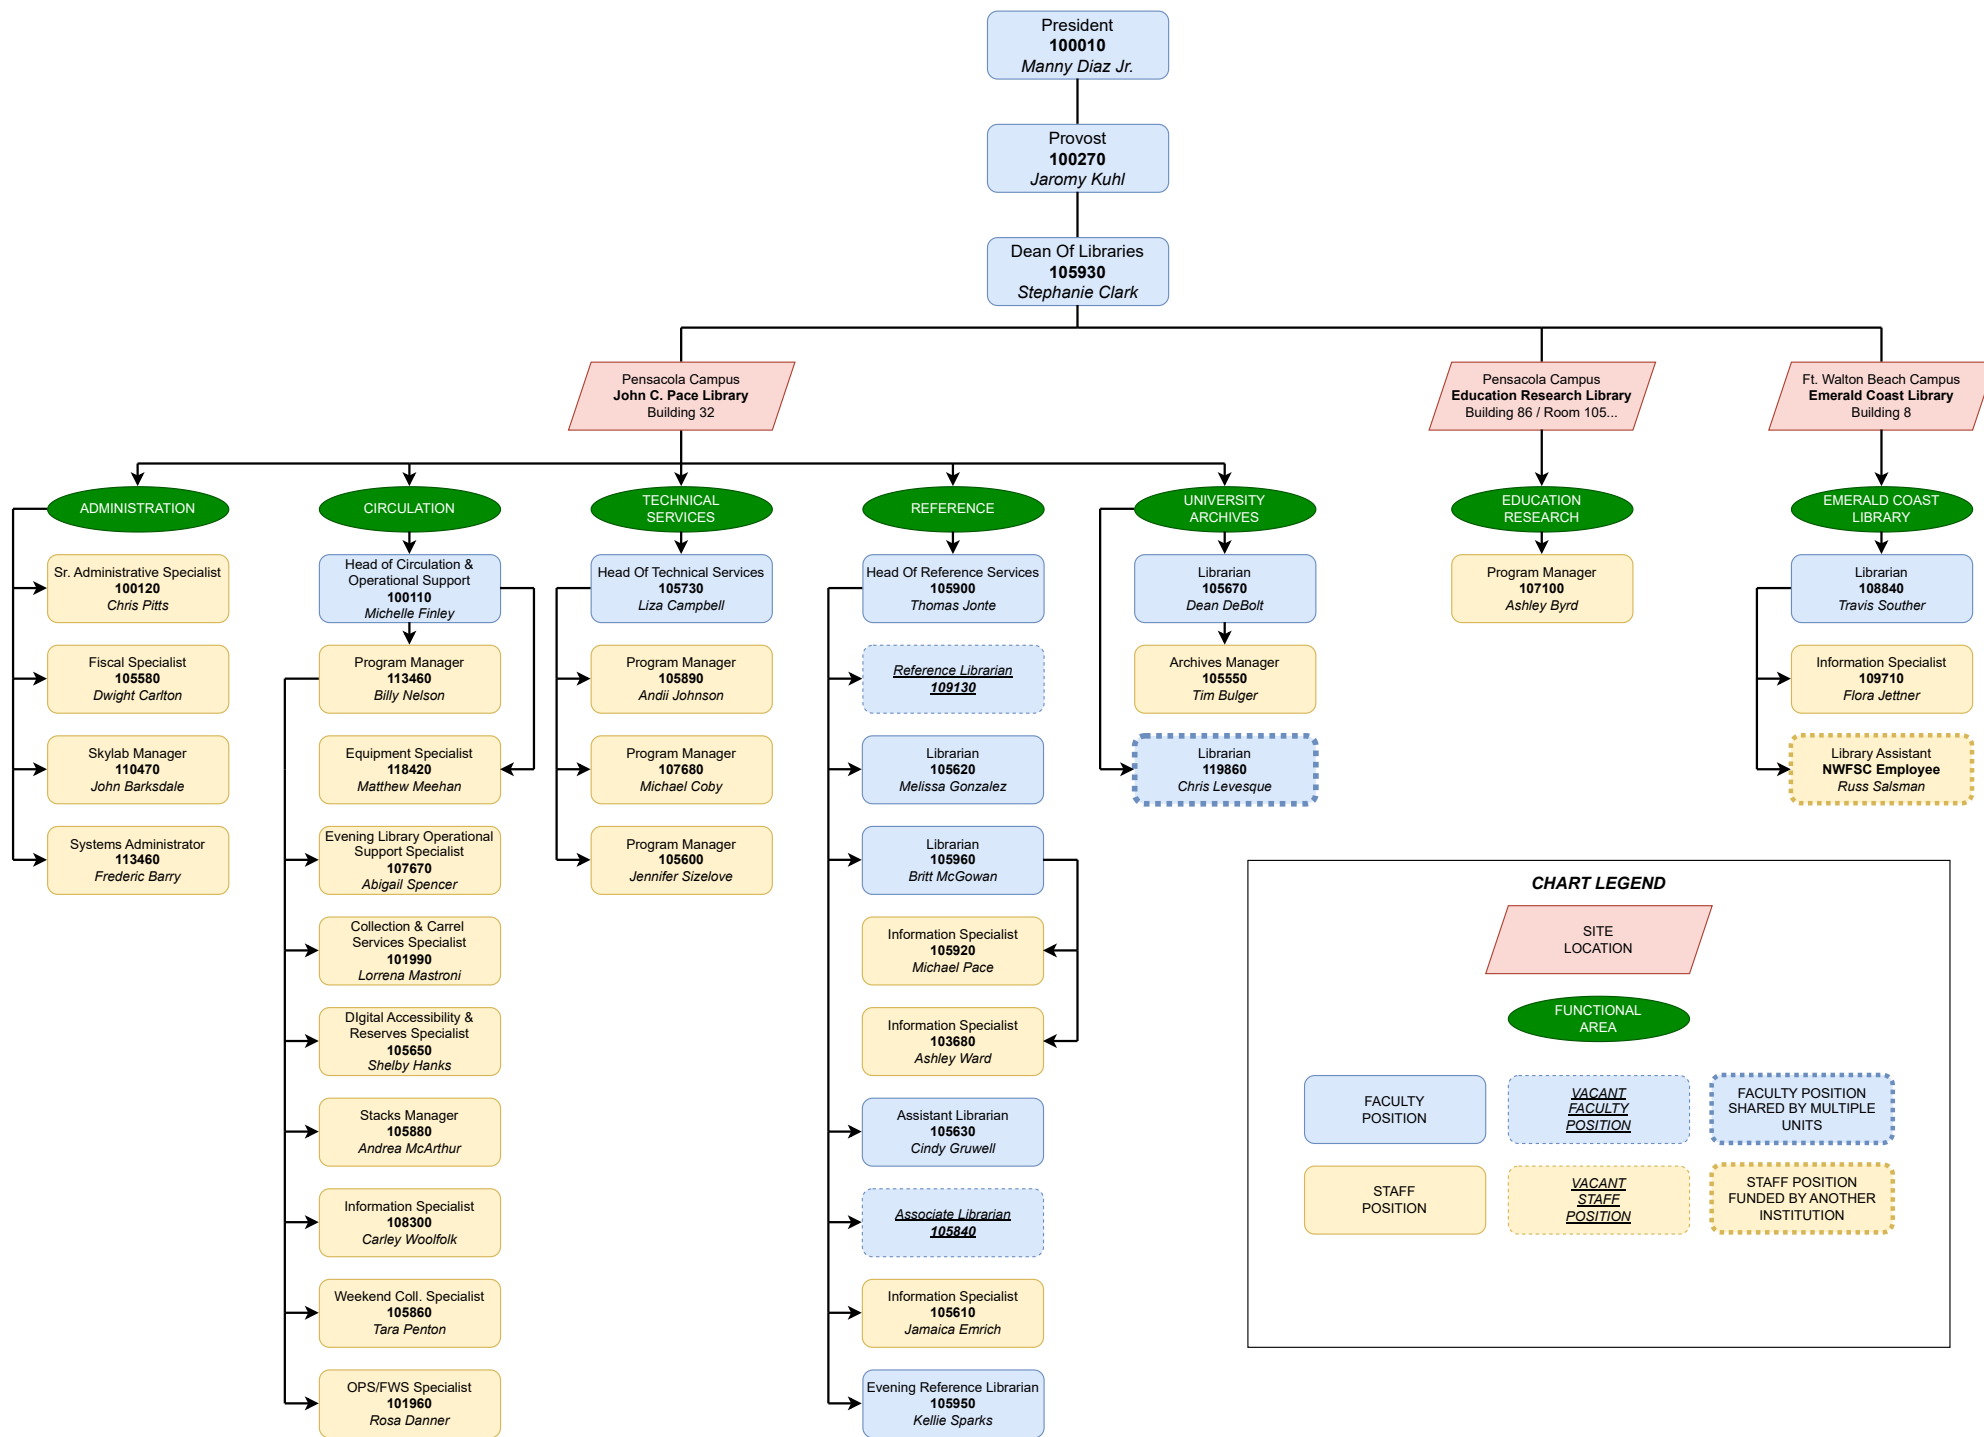 President
100010
Manny Diaz Jr.
Provost
100270
Jaromy Kuhl
Dean Of Libraries
105930
Stephanie Clark
Pensacola Campus
John C. Pace Library
Building 32
Pensacola Campus
Education Research Library
Building 86 / Room 105...
Ft. Walton Beach Campus
Emerald Coast Library
Building 8
ADMINISTRATION
Sr. Administrative Specialist
100120
Chris Pitts
Fiscal Specialist
105580
Dwight Carlton
Skylab Manager
110470
John Barksdale
Systems Administrator
113460
Frederic Barry
CIRCULATION
Head of Circulation &
Operational Support
100110
Michelle Finley
Program Manager
113460
Billy Nelson
Equipment Specialist
118420
Matthew Meehan
Evening Library Operational
Support Specialist
107670
Abigail Spencer
Collection & Carrel
Services Specialist
101990
Lorrena Mastroni
DIgital Accessibility &
Reserves Specialist
105650
Shelby Hanks
Stacks Manager
105880
Andrea McArthur
Information Specialist
108300
Carley Woolfolk
Weekend Coll. Specialist
105860
Tara Penton
OPS/FWS Specialist
101960
Rosa Danner
TECHNICAL
SERVICES
Head Of Technical Services
105730
Liza Campbell
Program Manager
105890
Andii Johnson
Program Manager
107680
Michael Coby
Program Manager
105600
Jennifer Sizelove
REFERENCE
Head Of Reference Services
105900
Thomas Jonte
Reference Librarian
109130
Librarian
105620
Melissa Gonzalez
Librarian
105960
Britt McGowan
Information Specialist
105920
Michael Pace
Information Specialist
103680
Ashley Ward
Assistant Librarian
105630
Cindy Gruwell
Associate Librarian
105840
Information Specialist
105610
Jamaica Emrich
Evening Reference Librarian
105950
Kellie Sparks
UNIVERSITY
ARCHIVES
Librarian
105670
Dean DeBolt
Archives Manager
105550
Tim Bulger
Librarian
119860
Chris Levesque
EDUCATION
RESEARCH
Program Manager
107100
Ashley Byrd
EMERALD COAST
LIBRARY
Librarian
108840
Travis Souther
Information Specialist
109710
Flora Jettner
Library Assistant
NWFSC Employee
Russ Salsman
CHART LEGEND
SITE
LOCATION
FUNCTIONAL
AREA
FACULTY
POSITION
VACANT
FACULTY
POSITION
FACULTY POSITION
SHARED BY MULTIPLE
UNITS
STAFF
POSITION
VACANT
STAFF
POSITION
STAFF POSITION
FUNDED BY ANOTHER
INSTITUTION